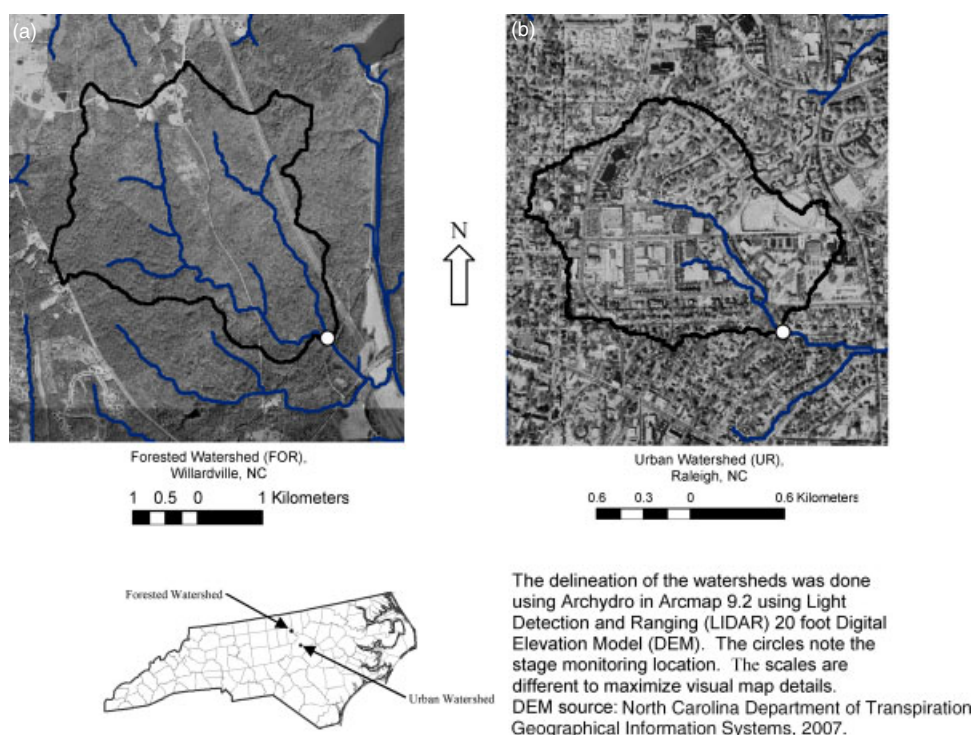 (a)
(b)
N
Forested Watershed (FOR),
Willardville, NC
1 0.5 0 1 Kilometers
Urban Watershed (UR),
Raleigh, NC
0.6 0.3 0 0.6 Kilometers
Forested Watershed
Urban Watershed
The delineation of the watersheds was done
using Archydro in Arcmap 9.2 using Light
Detection and Ranging (LIDAR) 20 foot Digital
Elevation Model (DEM). The circles note the
stage monitoring location. The scales are
different to maximize visual map details.
DEM source: North Carolina Department of Transpiration
Geographical Information Systems, 2007.